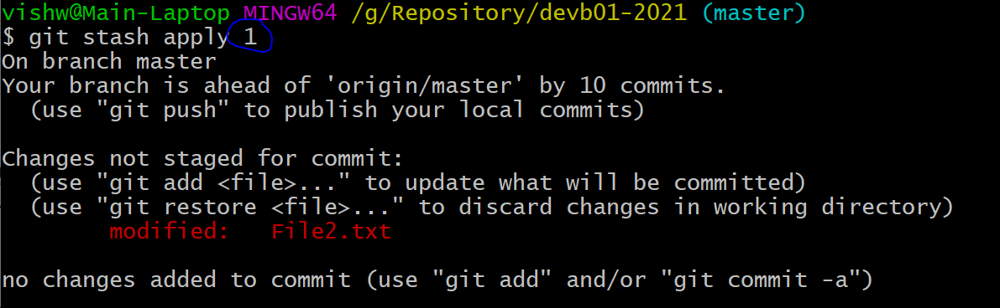 vishw@Main-Laptop MINGW64 /g/Repository/devb01-2021 (master)
$ git stash apply 1
On branch master
Your branch is ahead of 'origin/master' by 10 commits.
  (use "git push" to publish your local commits)

Changes not staged for commit:
  (use "git add <file>..." to update what will be committed)
  (use "git restore <file>..." to discard changes in working directory)
        modified:   File2.txt

no changes added to commit (use "git add" and/or "git commit -a")